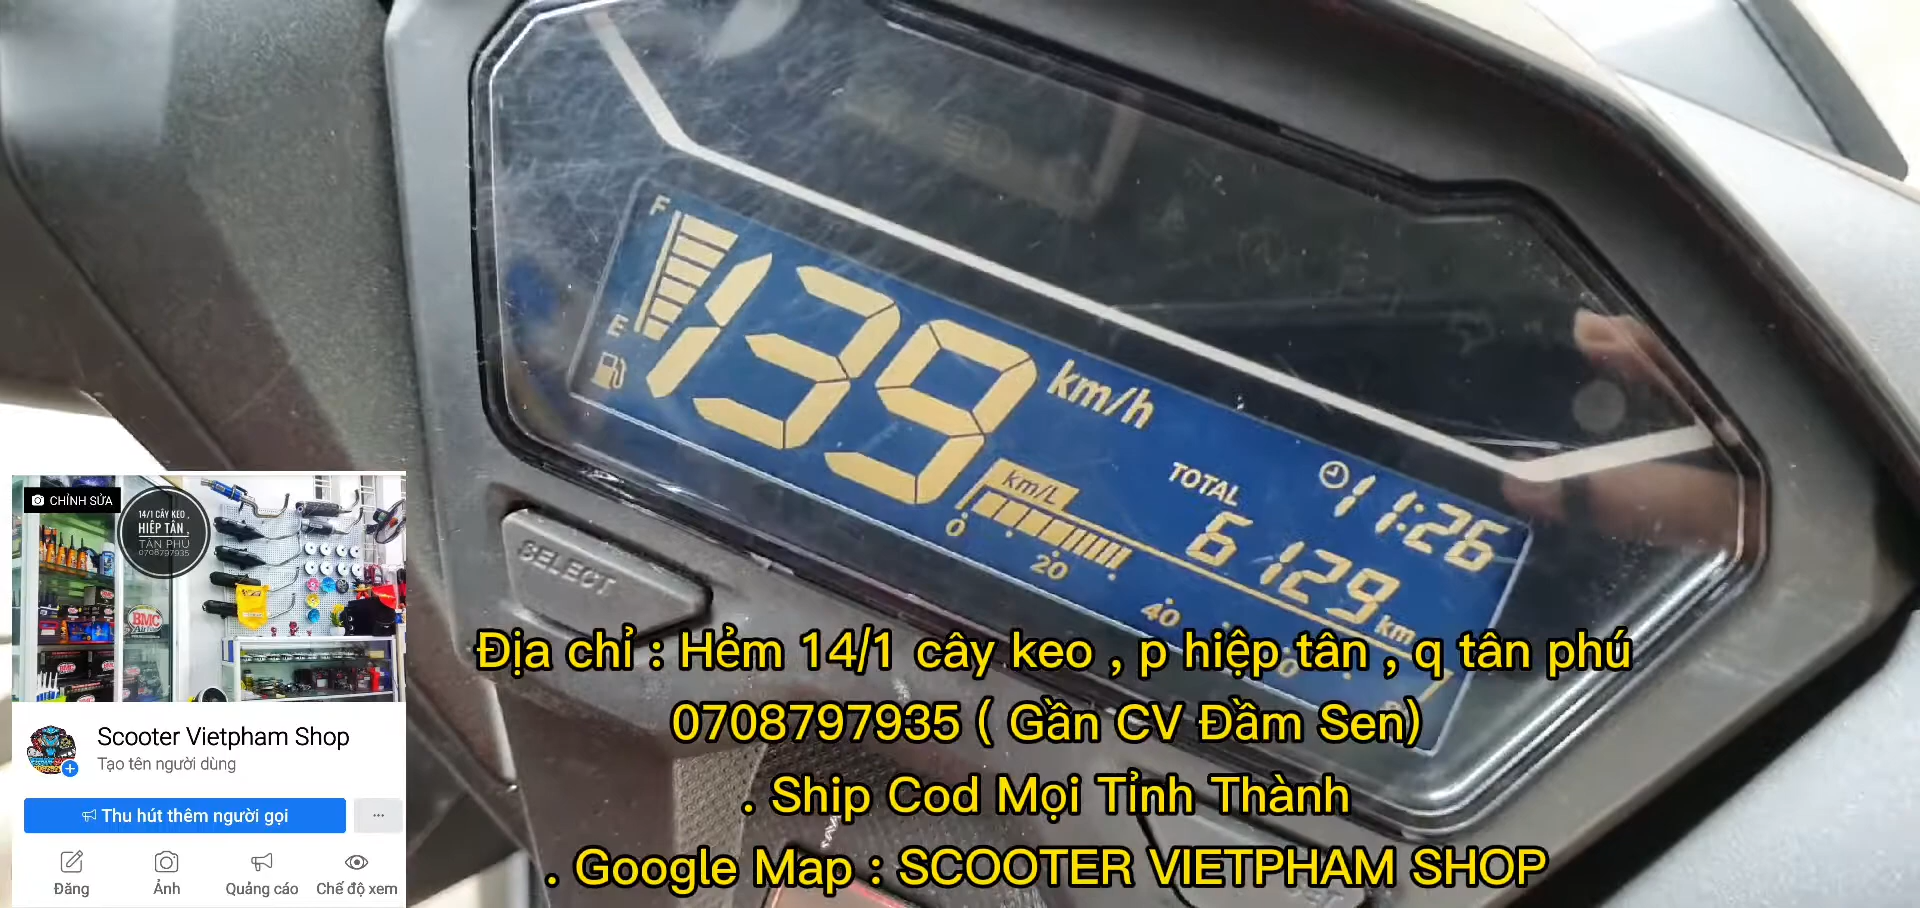 F
E
139 km/h
km/L
0
20
40
TOTAL
11:26
6129 km
SELECT
CHỈNH SỬA
14/1 CÂY KEO ,
HIỆP TÂN ,
TÂN PHÚ
0708797935
BMC
Scooter Vietpham Shop
Tạo tên người dùng
Thu hút thêm người gọi
Đăng
Ảnh
Quảng cáo
Chế độ xem
Địa chỉ : Hẻm 14/1 cây keo , p hiệp tân , q tân phú
0708797935 ( Gần CV Đầm Sen)
. Ship Cod Mọi Tỉnh Thành
. Google Map : SCOOTER VIETPHAM SHOP